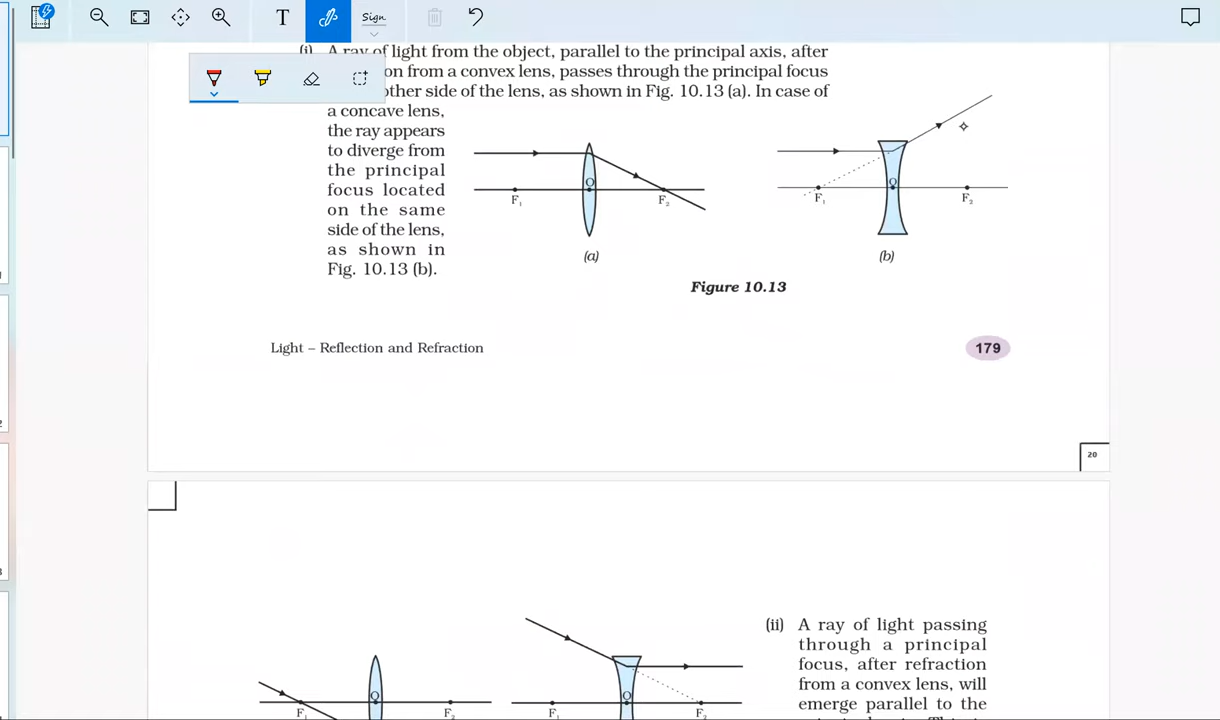 T
Sign
(i) A ray of light from the object, parallel to the principal axis, after
on from a convex lens, passes through the principal focus
other side of the lens, as shown in Fig. 10.13 (a). In case of
a concave lens,
the ray appears
to diverge from
the principal
focus located
on the same
side of the lens,
as shown in
Fig. 10.13 (b).
O
F₁
F₂
(a)
O
F₁
F₂
(b)
Figure 10.13
Light – Reflection and Refraction
179
20
O
F₁
F₂
O
F₁
F₂
(ii) A ray of light passing
through a principal
focus, after refraction
from a convex lens, will
emerge parallel to the